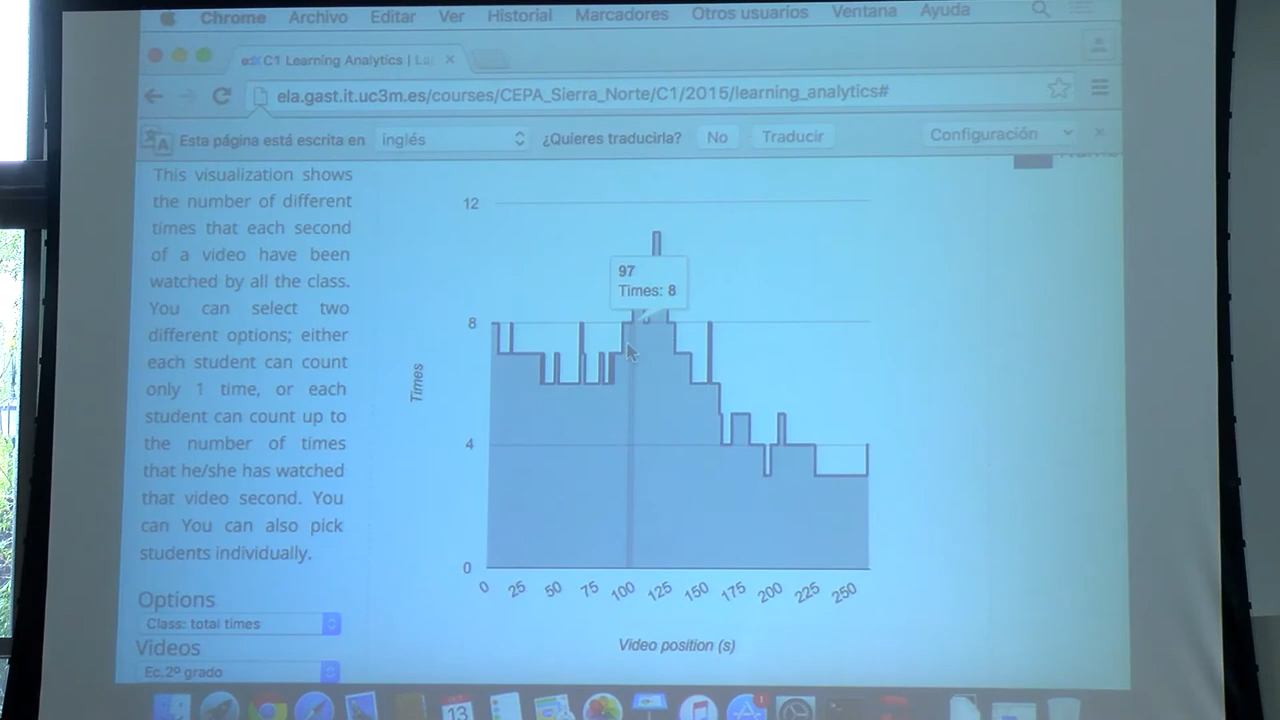 Chrome Archivo Editar Ver Historial Marcadores Otros usuarios Ventana Ayuda
edX C1 Learning Analytics |
ela.gast.it.uc3m.es/courses/CEPA_Sierra_Norte/C1/2015/learning_analytics#
Esta página está escrita en inglés ¿Quieres traducirla? No Traducir Configuración
This visualization shows
the number of different
times that each second
of a video have been
watched by all the class.
You can select two
different options; either
each student can count
only 1 time, or each
student can count up to
the number of times
that he/she has watched
that video second. You
can You can also pick
students individually.
Options
Class: total times
Videos
Ec.2º grado
12
8
4
0
Times
97
Times: 8
0 25 50 75 100 125 150 175 200 225 250
Video position (s)
13
1